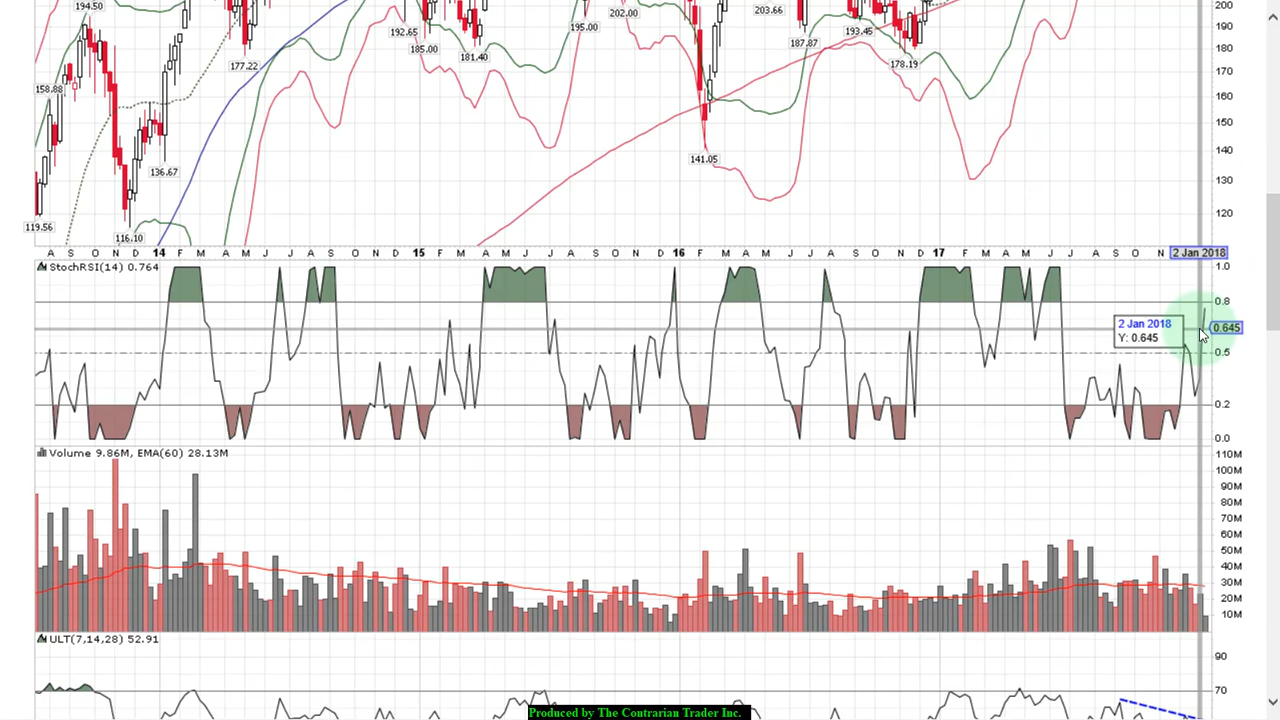 194.50
202.00
203.66
200
192.65
195.00
193.45
190
185.00
187.87
180
177.22
181.40
178.19
170
158.88
160
150
141.05
140
136.67
130
119.56
120
116.10
A S O N D 14 F M A M J J A S O N D 15 F M A M J J A S O N D 16 F M A M J J A S O N D 17 F M A M J J A S O N 2 Jan 2018
StochRSI(14) 0.764
1.0
0.8
2 Jan 2018
0.645
Y: 0.645
0.5
0.2
0.0
Volume 9.86M, EMA(60) 28.13M
110M
100M
90M
80M
70M
60M
50M
40M
30M
20M
10M
ULT(7,14,28) 52.91
90
70
Produced by The Contrarian Trader Inc.